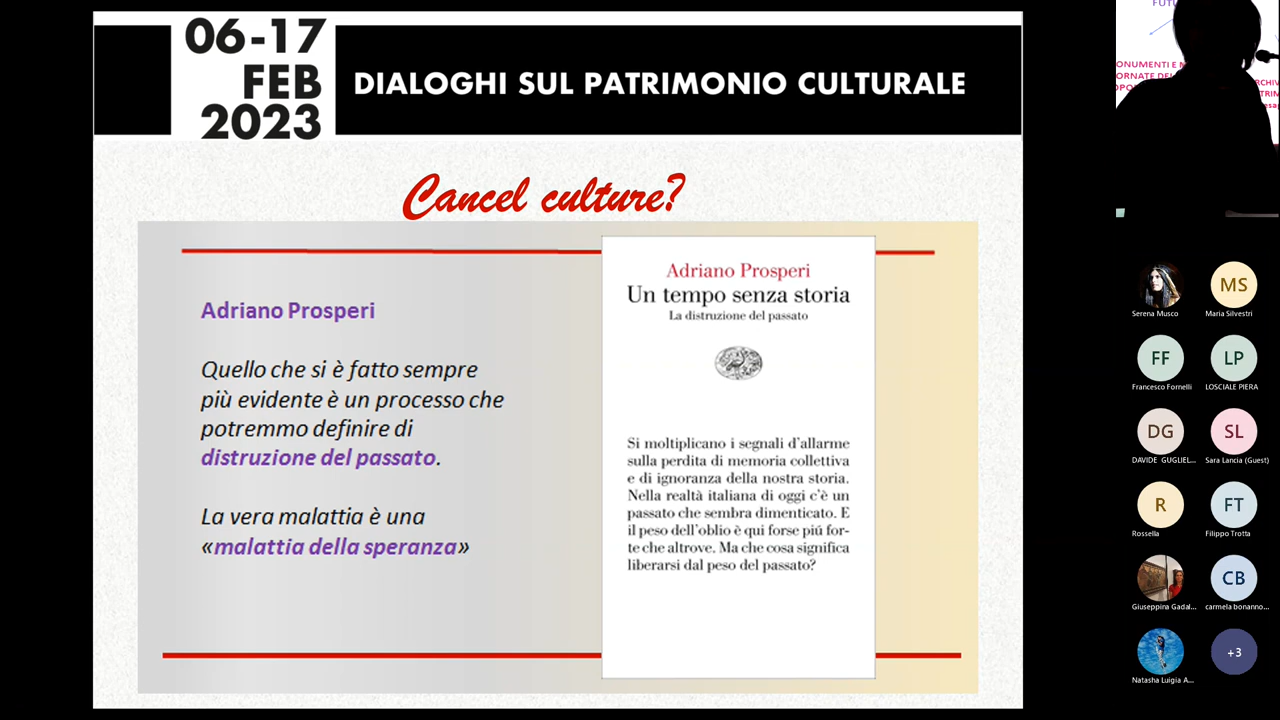 06-17
FEB
2023
DIALOGHI SUL PATRIMONIO CULTURALE
Cancel culture?
Adriano Prosperi
Quello che si è fatto sempre
più evidente è un processo che
potremmo definire di
distruzione del passato.
La vera malattia è una
«malattia della speranza»
Adriano Prosperi
Un tempo senza storia
La distruzione del passato
Si moltiplicano i segnali d'allarme
sulla perdita di memoria collettiva
e di ignoranza della nostra storia.
Nella realtà italiana di oggi c'è un
passato che sembra dimenticato. E
il peso dell'oblio è qui forse piú for-
te che altrove. Ma che cosa significa
liberarsi dal peso del passato?
Serena Musco
MS
Maria Silvestri
FF
Francesco Fornelli
LP
LOSCIALE PIERA
DG
DAVIDE GUGLIEL...
SL
Sara Lancia (Guest)
R
Rossella
FT
Filippo Trotta
Giuseppina Gadal...
CB
carmela bonanno...
Natasha Luigia A...
+3